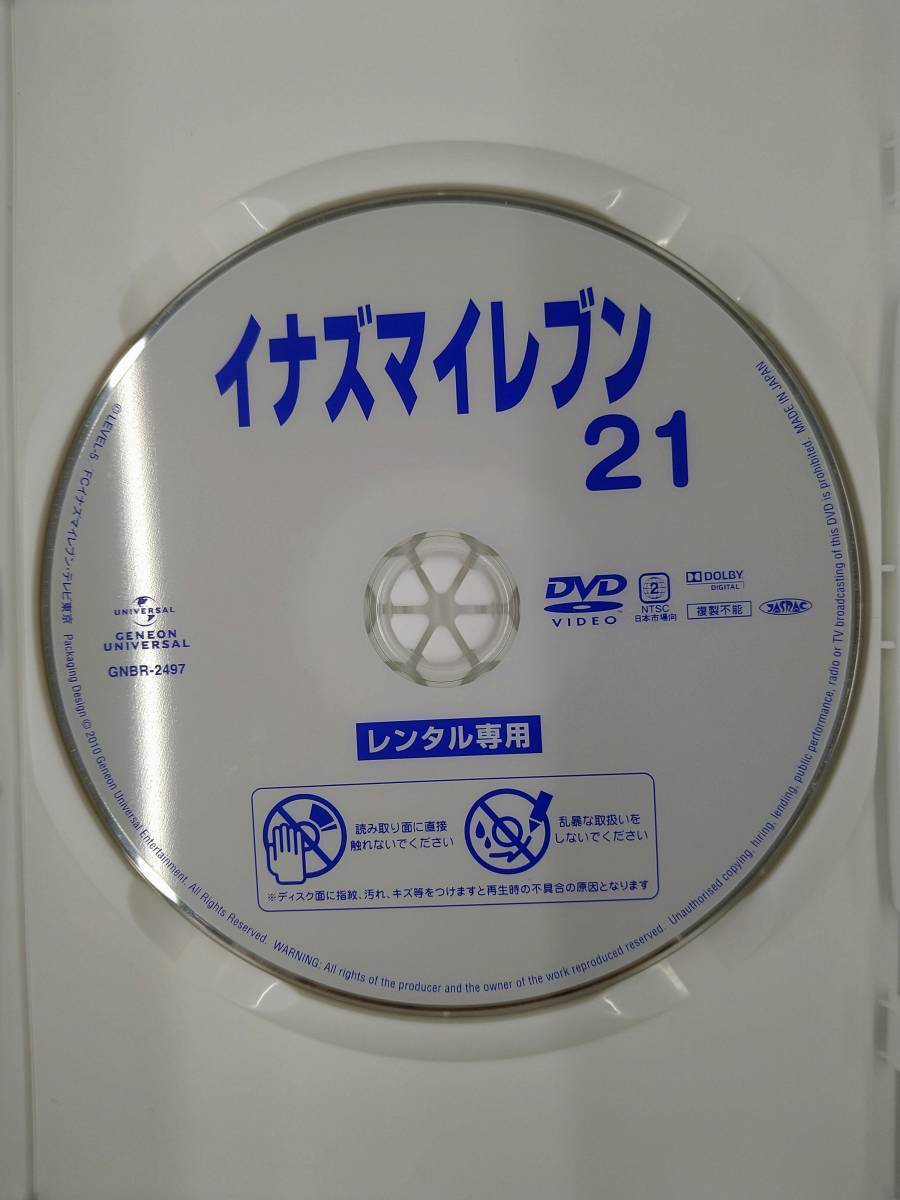 イナズマイレブン
21
UNIVERSAL
GENEON
UNIVERSAL
GNBR-2497
DVD
VIDEO
2
NTSC
日本市場向
DOLBY
DIGITAL
複製不能
JASRAC
レンタル専用
読み取り面に直接
触れないでください
乱暴な取扱いを
しないでください
※ディスク面に指紋、汚れ、キズ等をつけますと再生時の不具合の原因となります
© LEVEL-5 FCイナズマイレブン・テレビ東京 Packaging Design © 2010 Geneon Universal Entertainment. All Rights Reserved. WARNING: All rights of the producer and the owner of the work reproduced reserved. Unauthorised copying, hiring, lending, public performance, radio or TV broadcasting of this DVD is prohibited. MADE IN JAPAN